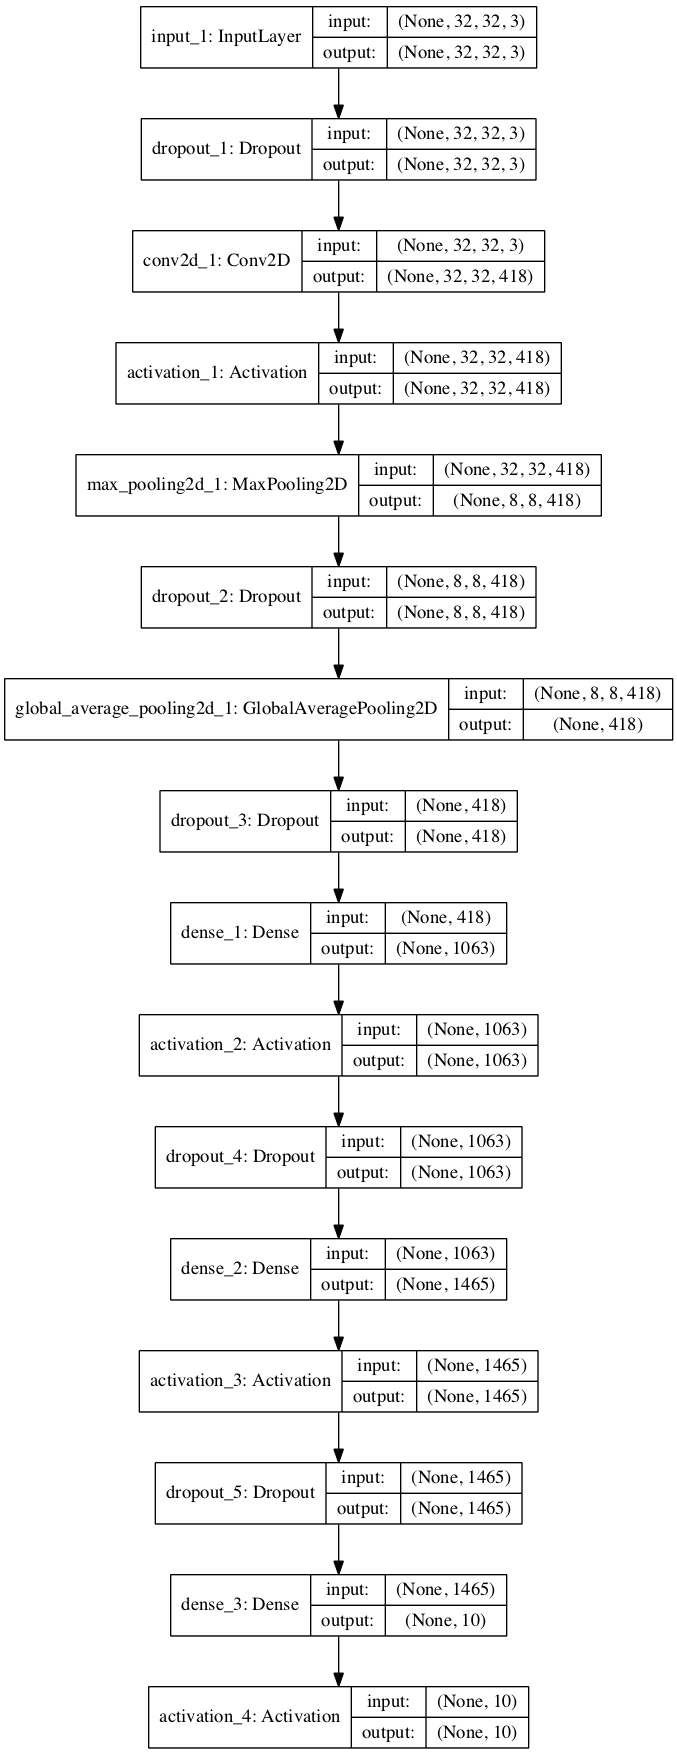 input_1: InputLayer
input:
(None, 32, 32, 3)
output:
(None, 32, 32, 3)
dropout_1: Dropout
input:
(None, 32, 32, 3)
output:
(None, 32, 32, 3)
conv2d_1: Conv2D
input:
(None, 32, 32, 3)
output:
(None, 32, 32, 418)
activation_1: Activation
input:
(None, 32, 32, 418)
output:
(None, 32, 32, 418)
max_pooling2d_1: MaxPooling2D
input:
(None, 32, 32, 418)
output:
(None, 8, 8, 418)
dropout_2: Dropout
input:
(None, 8, 8, 418)
output:
(None, 8, 8, 418)
global_average_pooling2d_1: GlobalAveragePooling2D
input:
(None, 8, 8, 418)
output:
(None, 418)
dropout_3: Dropout
input:
(None, 418)
output:
(None, 418)
dense_1: Dense
input:
(None, 418)
output:
(None, 1063)
activation_2: Activation
input:
(None, 1063)
output:
(None, 1063)
dropout_4: Dropout
input:
(None, 1063)
output:
(None, 1063)
dense_2: Dense
input:
(None, 1063)
output:
(None, 1465)
activation_3: Activation
input:
(None, 1465)
output:
(None, 1465)
dropout_5: Dropout
input:
(None, 1465)
output:
(None, 1465)
dense_3: Dense
input:
(None, 1465)
output:
(None, 10)
activation_4: Activation
input:
(None, 10)
output:
(None, 10)